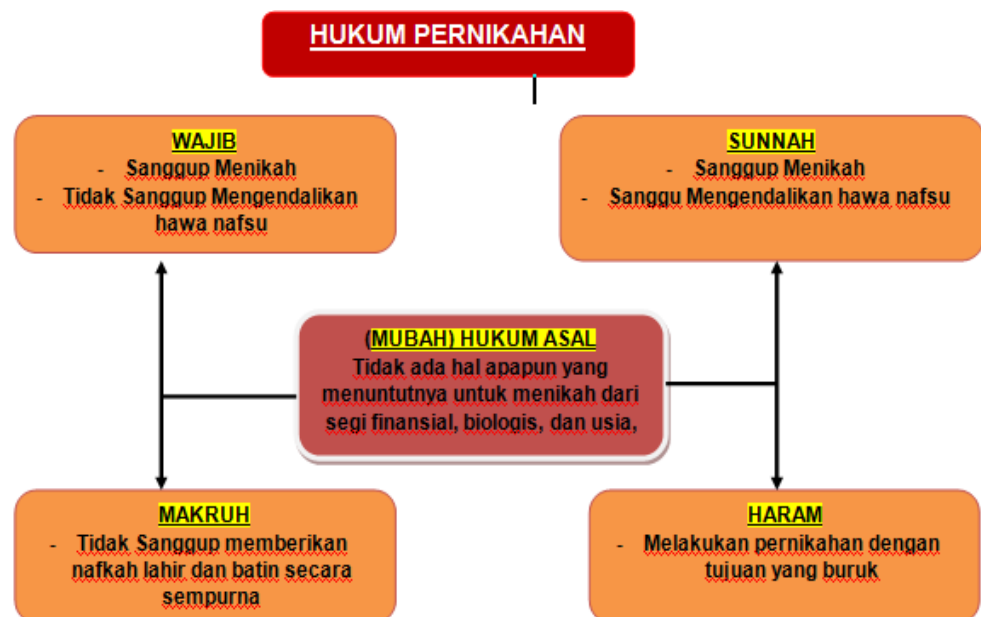 HUKUM PERNIKAHAN
WAJIB
- Sanggup Menikah
- Tidak Sanggup Mengendalikan
hawa nafsu
SUNNAH
- Sanggup Menikah
- Sanggu Mengendalikan hawa nafsu
(MUBAH) HUKUM ASAL
Tidak ada hal apapun yang
menuntutnya untuk menikah dari
segi finansial, biologis, dan usia,
MAKRUH
- Tidak Sanggup memberikan
nafkah lahir dan batin secara
sempurna
HARAM
- Melakukan pernikahan dengan
tujuan yang buruk